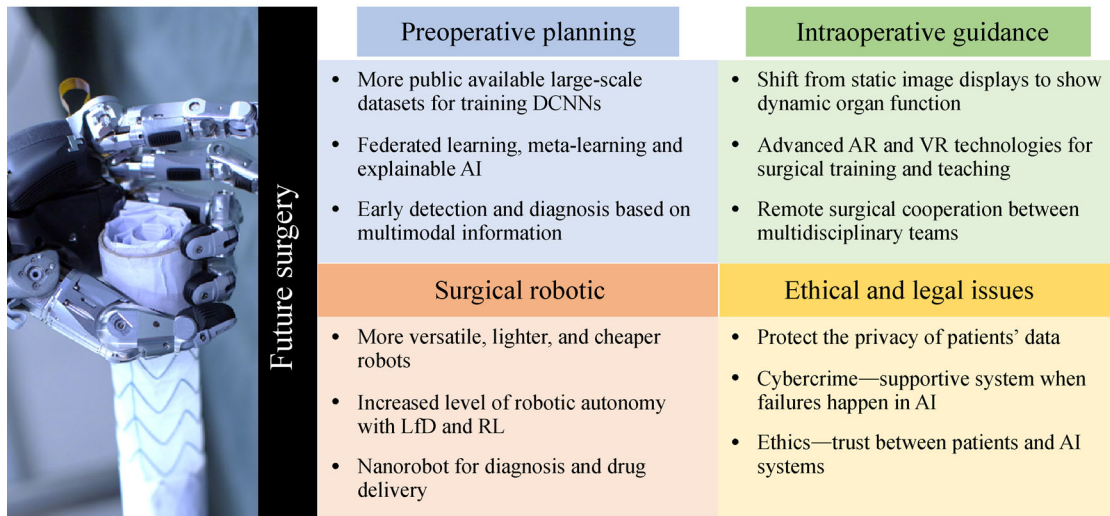 Future surgery
Preoperative planning
• More public available large-scale
datasets for training DCNNs
• Federated learning, meta-learning and
explainable AI
• Early detection and diagnosis based on
multimodal information
Intraoperative guidance
• Shift from static image displays to show
dynamic organ function
• Advanced AR and VR technologies for
surgical training and teaching
• Remote surgical cooperation between
multidisciplinary teams
Surgical robotic
• More versatile, lighter, and cheaper
robots
• Increased level of robotic autonomy
with LfD and RL
• Nanorobot for diagnosis and drug
delivery
Ethical and legal issues
• Protect the privacy of patients’ data
• Cybercrime—supportive system when
failures happen in AI
• Ethics—trust between patients and AI
systems